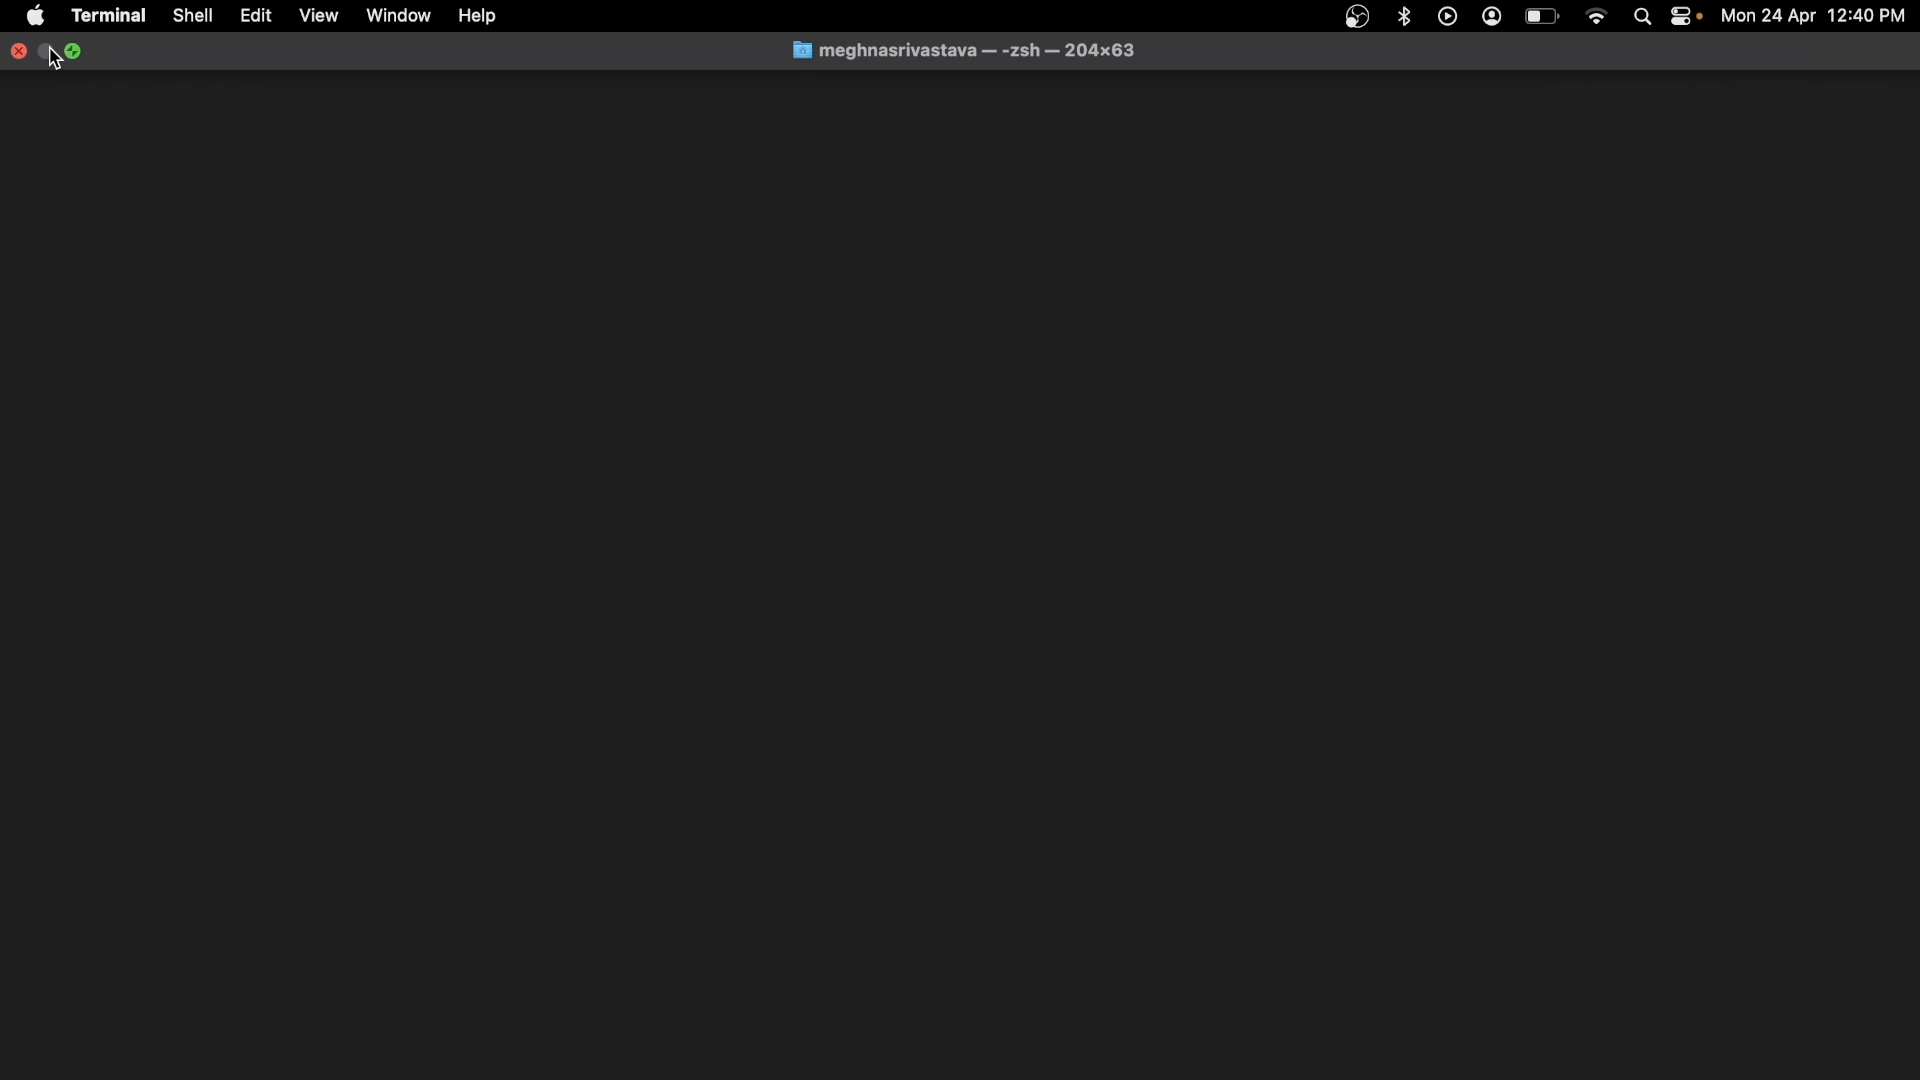 Terminal Shell Edit View Window Help Mon 24 Apr 12:40 PM
meghnasrivastava — -zsh — 204×63